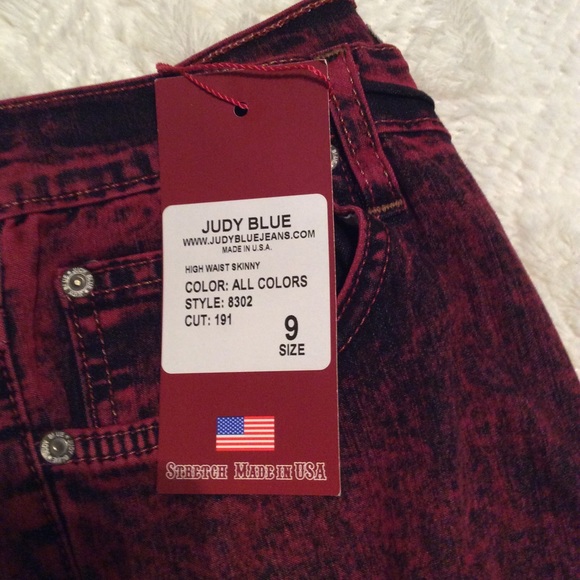 JUDY BLUE
WWW.JUDYBLUEJEANS.COM
MADE IN U.S.A.
HIGH WAIST SKINNY
COLOR: ALL COLORS
STYLE: 8302
CUT: 191
9
SIZE
STRETCH MADE IN USA